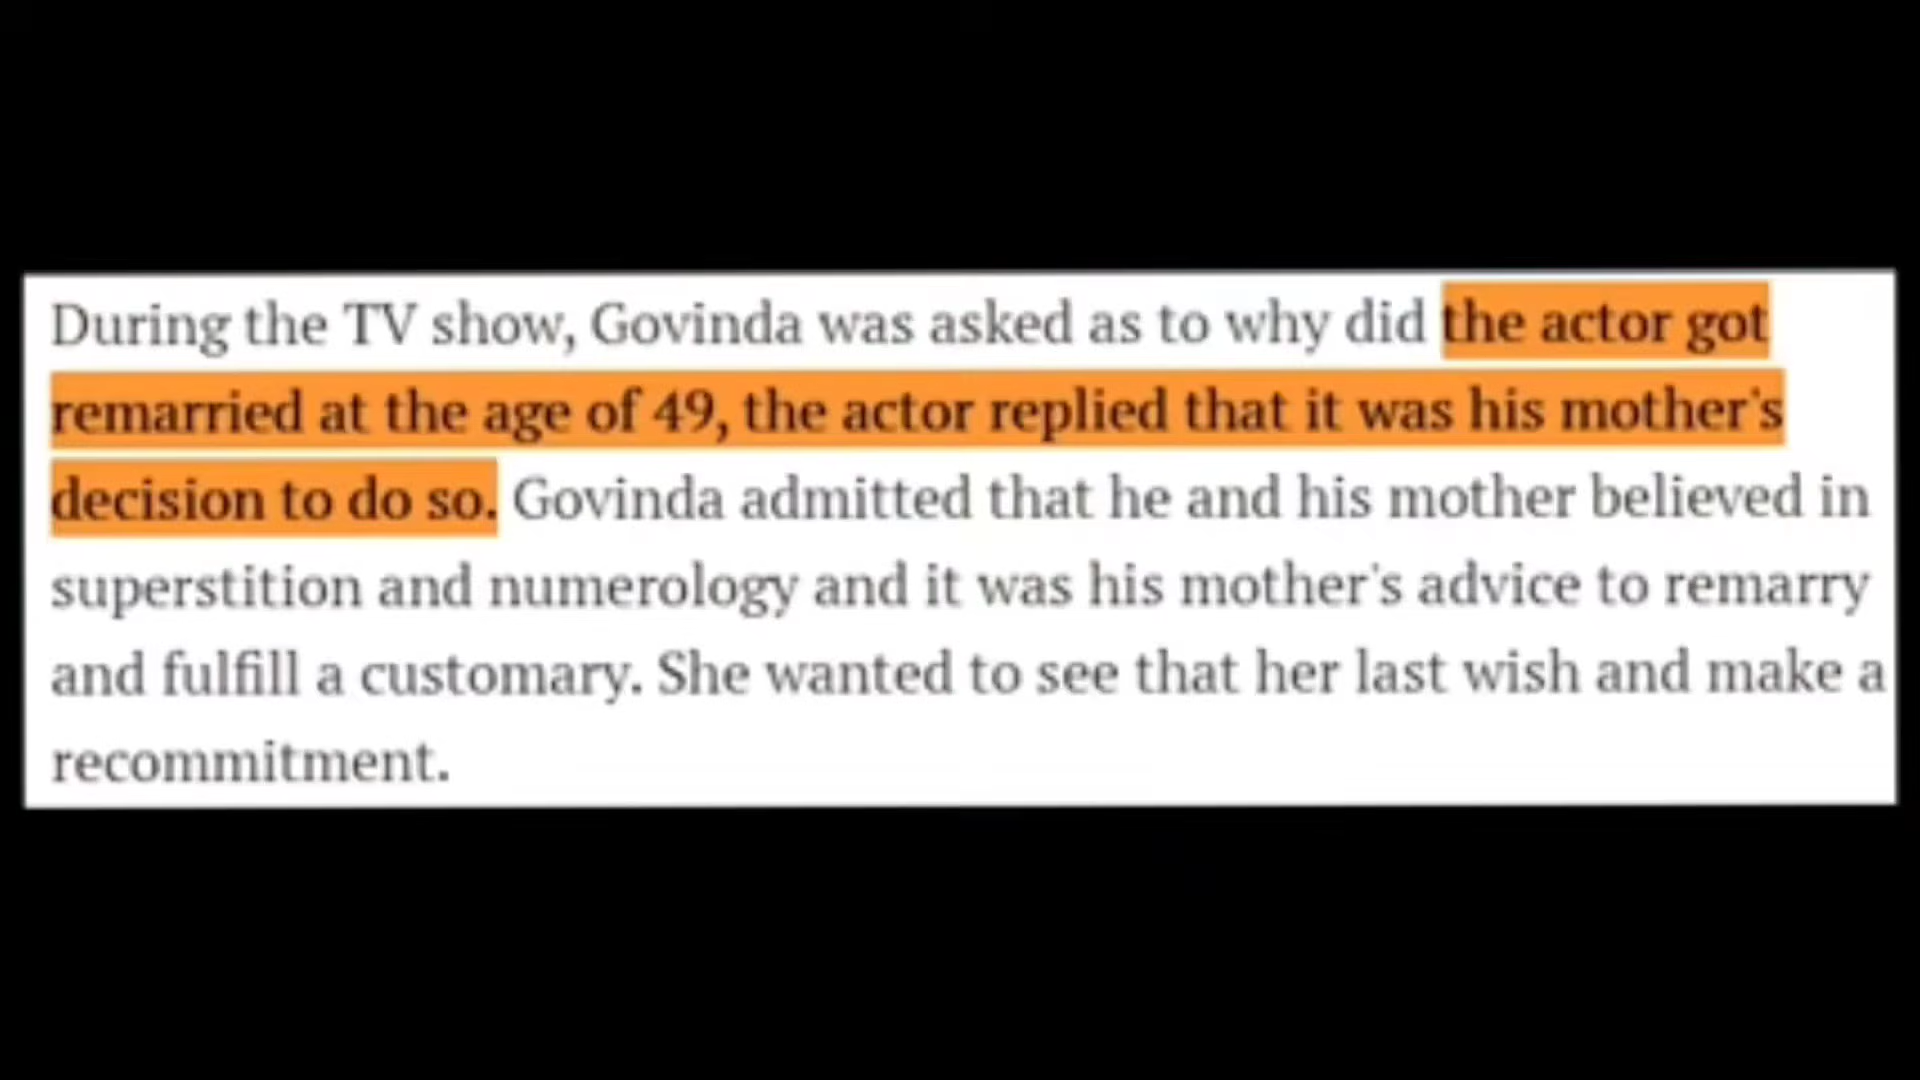 During the TV show, Govinda was asked as to why did the actor got
remarried at the age of 49, the actor replied that it was his mother's
decision to do so. Govinda admitted that he and his mother believed in
superstition and numerology and it was his mother's advice to remarry
and fulfill a customary. She wanted to see that her last wish and make a
recommitment.